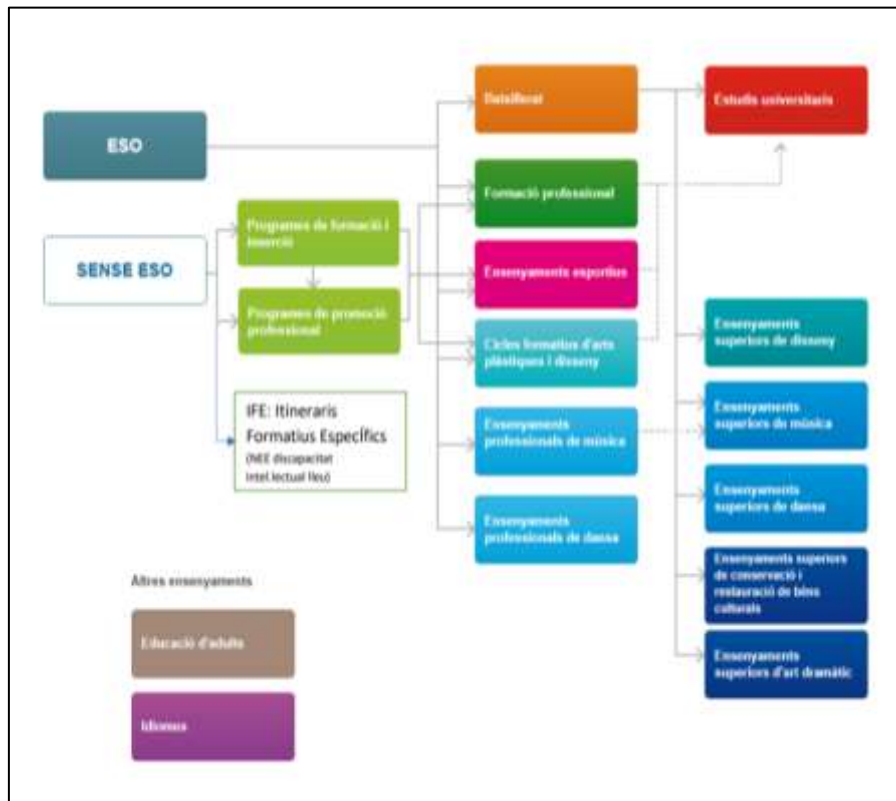 ESO
SENSE ESO
Programes de formació i
inserció
Programes de promoció
professional
IFE: Itineraris
Formatius Específics
(NEE discapacitat
intel.lectual lleu)
Altres ensenyaments
Educació d'adults
Idiomes
Batxillerat
Formació professional
Ensenyaments esportius
Cicles formatius d'arts
plàstiques i disseny
Ensenyaments
professionals de música
Ensenyaments
professionals de dansa
Estudis universitaris
Ensenyaments
superiors de disseny
Ensenyaments
superiors de música
Ensenyaments
superiors de dansa
Ensenyaments superiors
de conservació i
restauració de béns
culturals
Ensenyaments
superiors d'art dramàtic